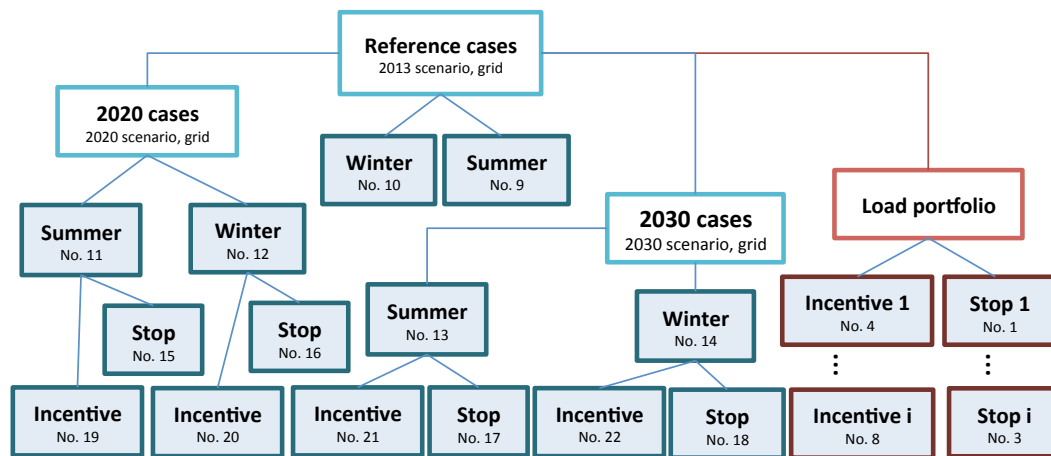 Reference cases
2013 scenario, grid
2020 cases
2020 scenario, grid
Winter
No. 10
Summer
No. 9
Load portfolio
2030 cases
2030 scenario, grid
Summer
No. 11
Winter
No. 12
Incentive 1
No. 4
Stop 1
No. 1
Summer
No. 13
Winter
No. 14
Stop
No. 15
Stop
No. 16
Incentive
No. 19
Incentive
No. 20
Incentive
No. 21
Stop
No. 17
Incentive
No. 22
Stop
No. 18
Incentive i
No. 8
Stop i
No. 3